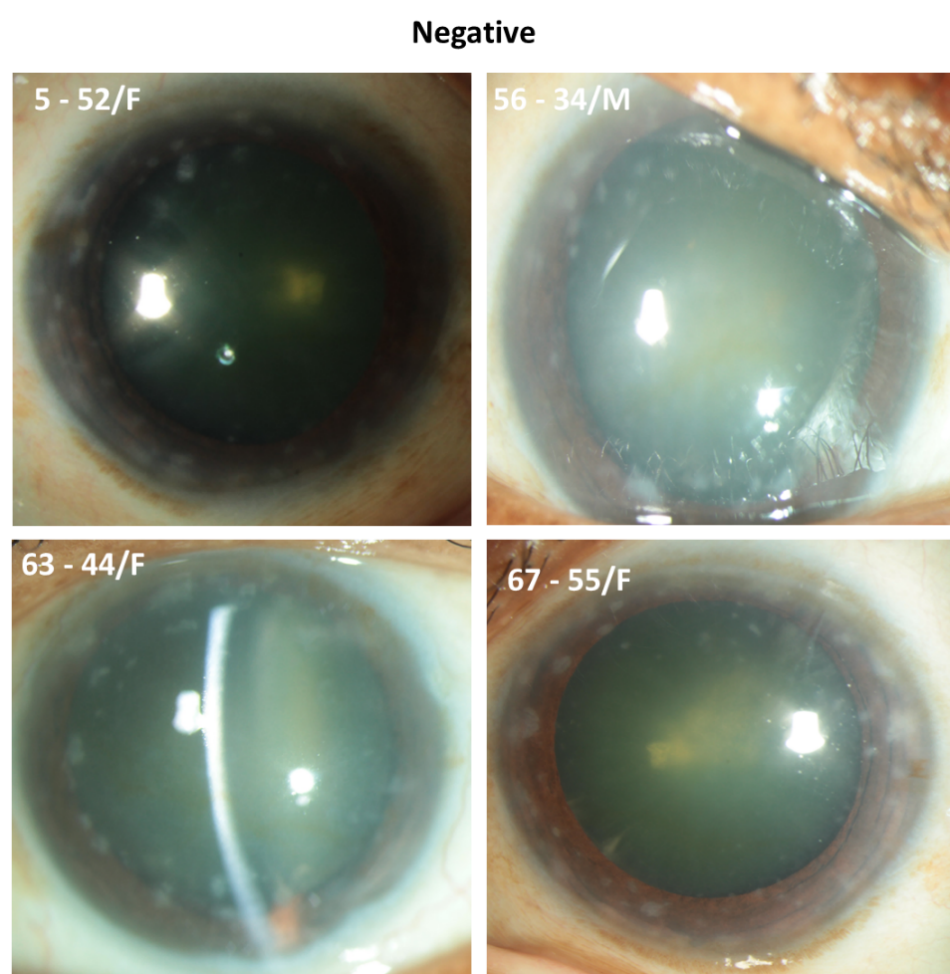 Negative
5 - 52/F
56 - 34/M
63 - 44/F
67 - 55/F